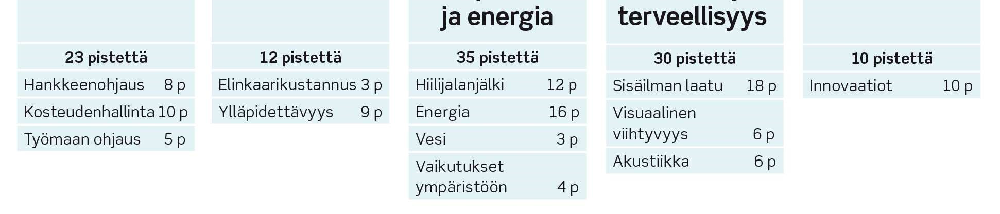 ja energia
terveellisyys
23 pistettä
Hankkeenohjaus 8 p
Kosteudenhallinta 10 p
Työmaan ohjaus 5 p
12 pistettä
Elinkaarikustannus 3 p
Ylläpidettävyys 9 p
35 pistettä
Hiilijalanjälki 12 p
Energia 16 p
Vesi 3 p
Vaikutukset
ympäristöön 4 p
30 pistettä
Sisäilman laatu 18 p
Visuaalinen
viihtyvyys 6 p
Akustiikka 6 p
10 pistettä
Innovaatiot 10 p